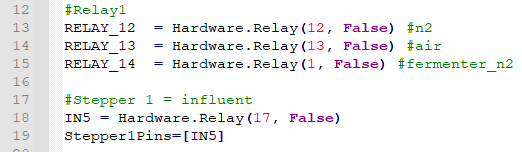 12 #Relay1
13 RELAY_12  = Hardware.Relay(12, False) #n2
14 RELAY_13  = Hardware.Relay(13, False) #air
15 RELAY_14  = Hardware.Relay(1, False) #fermenter_n2
16
17 #Stepper 1 = influent
18 IN5 = Hardware.Relay(17, False)
19 Stepper1Pins=[IN5]